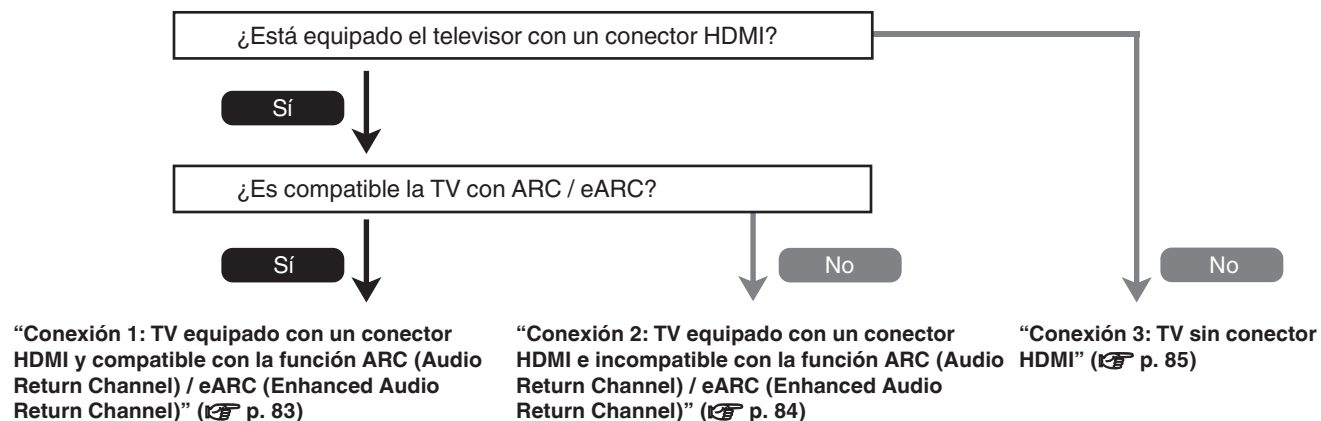 ¿Está equipado el televisor con un conector HDMI?
Sí
¿Es compatible la TV con ARC / eARC?
Sí
No
No
“Conexión 1: TV equipado con un conector
HDMI y compatible con la función ARC (Audio
Return Channel) / eARC (Enhanced Audio
Return Channel)” (☞ p. 83)
“Conexión 2: TV equipado con un conector
HDMI e incompatible con la función ARC (Audio
Return Channel) / eARC (Enhanced Audio
Return Channel)” (☞ p. 84)
“Conexión 3: TV sin conector
HDMI” (☞ p. 85)